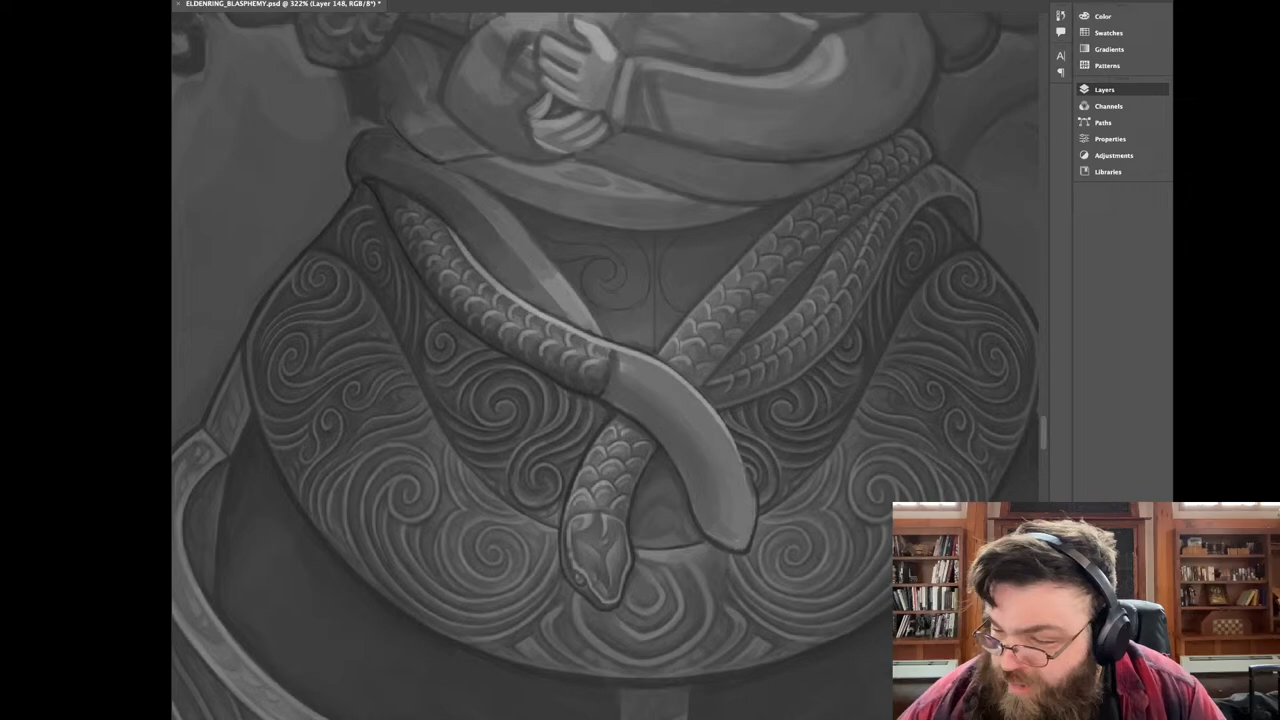 ELDENRING_BLASPHEMY.psd @ 322% (Layer 148, RGB/8*) *
Color
Swatches
Gradients
Patterns
Layers
Channels
Paths
Properties
Adjustments
Libraries